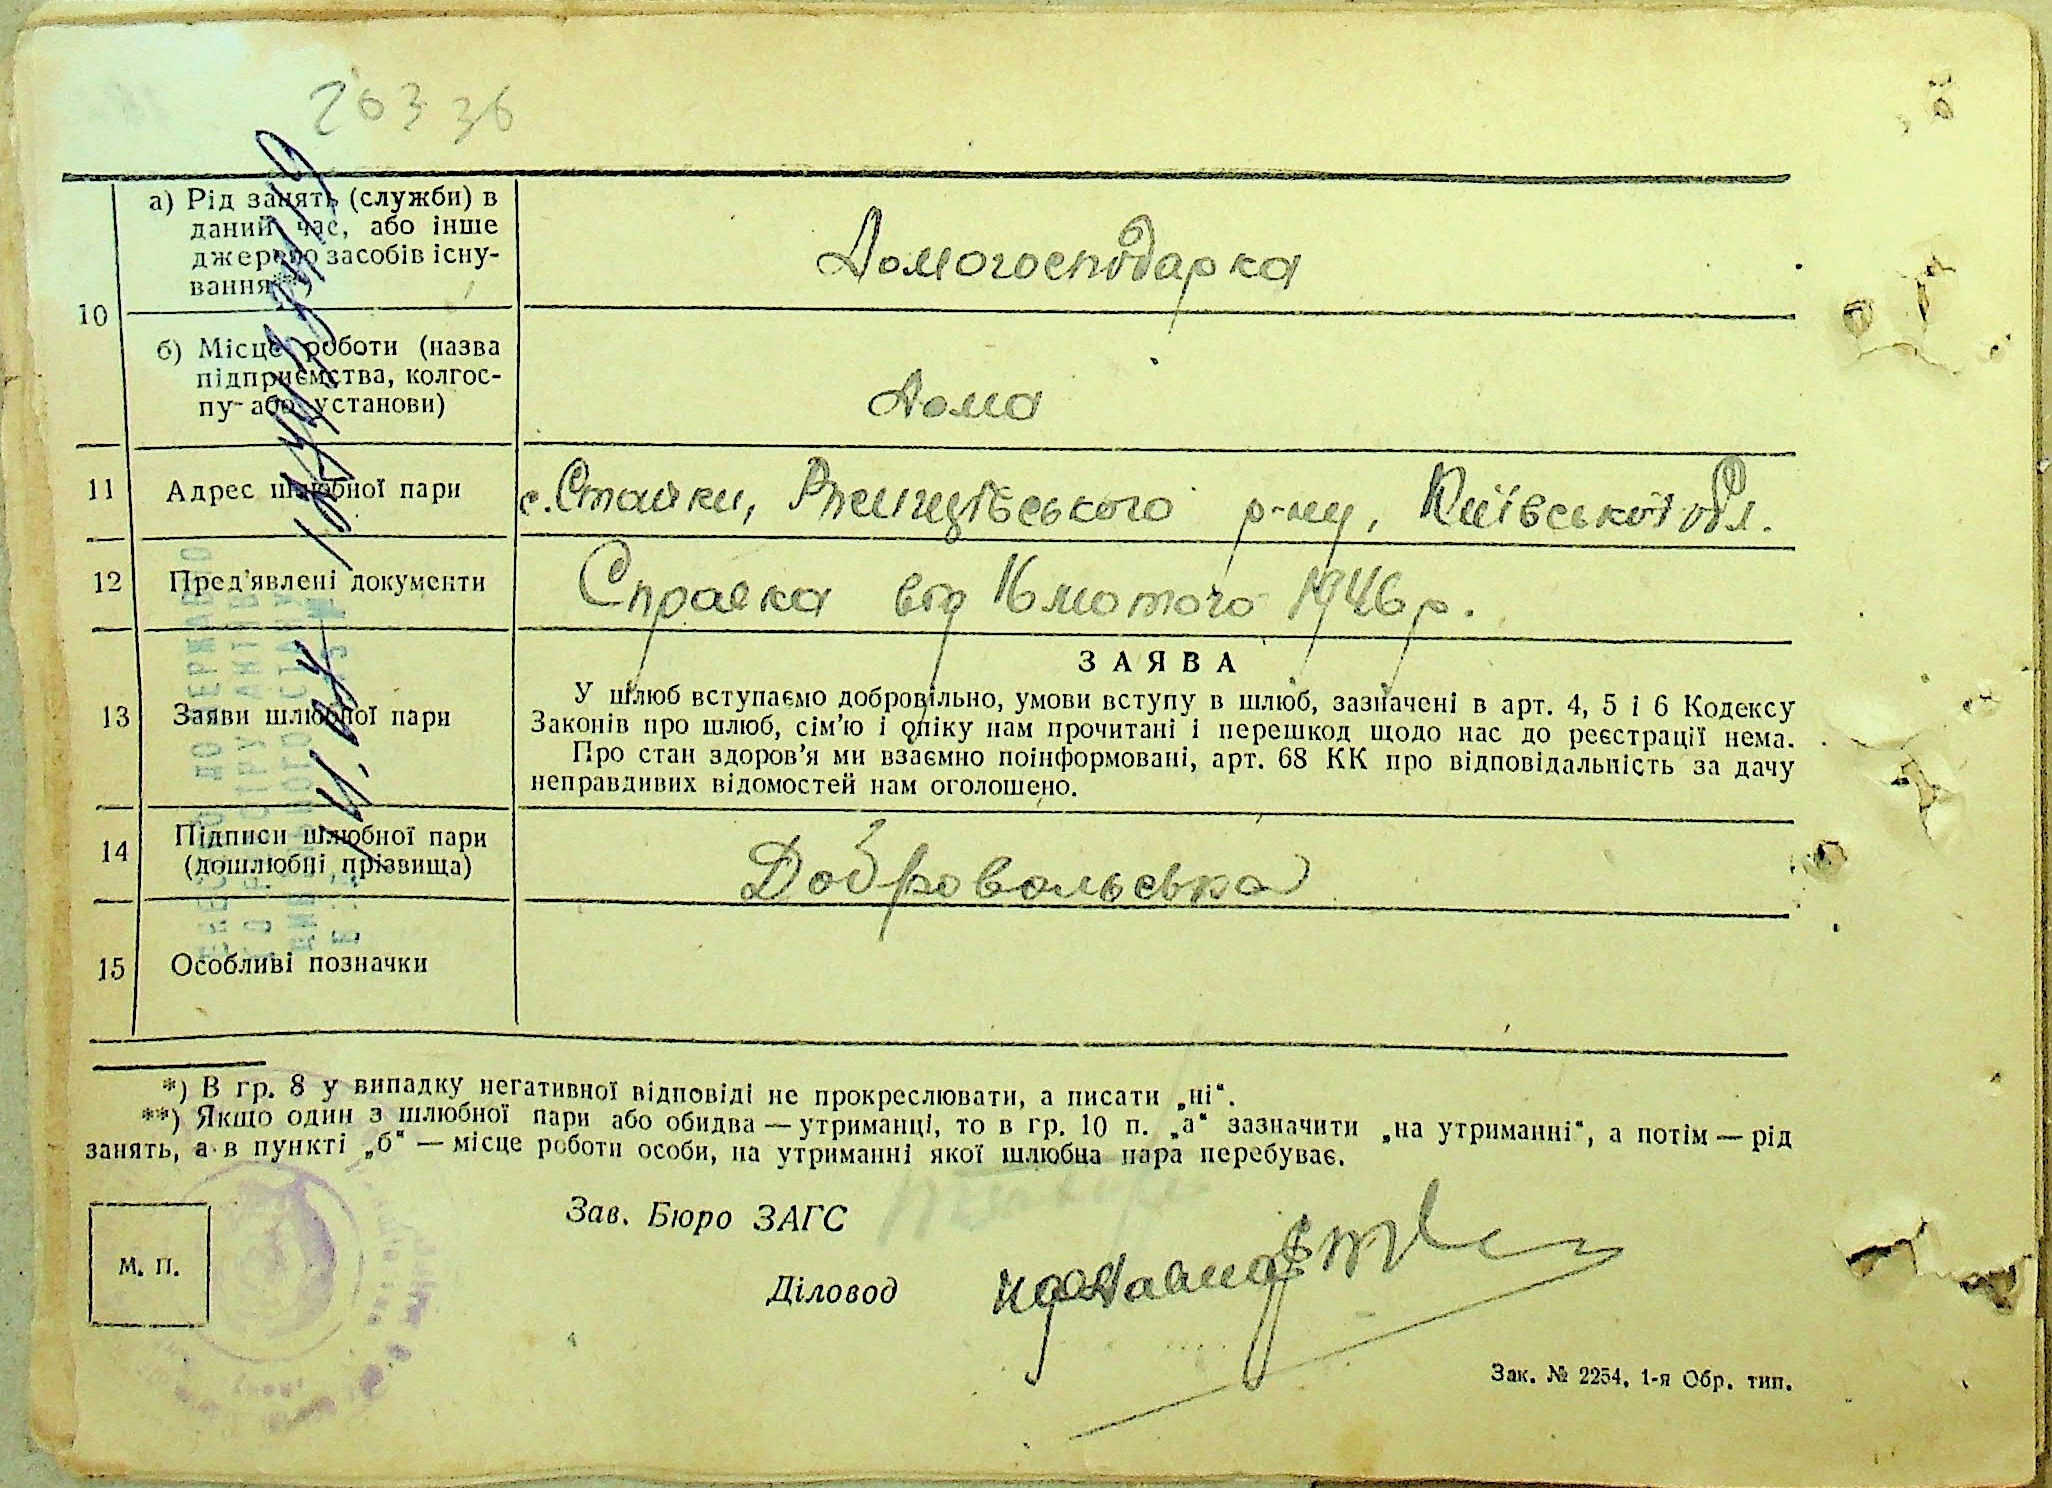 263 36
а) Рід занять (служби) в
даний час, або інше
джерело засобів існу-
вання**)
Домогосподарка
10
б) Місце роботи (назва
підприємства, колгос-
пу або установи)
Дома
11 Адрес шлюбної пари с. Стайки, Ржищівського р-ну, Київської обл.
12 Пред'явлені документи Справка від 16 лютого 1946 р.
13 Заяви шлюбної пари
ЗАЯВА
У шлюб вступаємо добровільно, умови вступу в шлюб, зазначені в арт. 4, 5 і 6 Кодексу
Законів про шлюб, сім'ю і опіку нам прочитані і перешкод щодо нас до реєстрації нема.
Про стан здоров'я ми взаємно поінформовані, арт. 68 КК про відповідальність за дачу
неправдивих відомостей нам оголошено.
14 Підписи шлюбної пари
(дошлюбні прізвища)
Добровольська
15 Особливі позначки
*) В гр. 8 у випадку негативної відповіді не прокреслювати, а писати „ні“.
**) Якщо один з шлюбної пари або обидва — утриманці, то в гр. 10 п. „а“ зазначити „на утриманні“, а потім — рід
занять, а в пункті „б“ — місце роботи особи, на утриманні якої шлюбна пара перебуває.
М. П.
Зав. Бюро ЗАГС
Діловод
Зак. № 2254, 1-я Обр. тип.